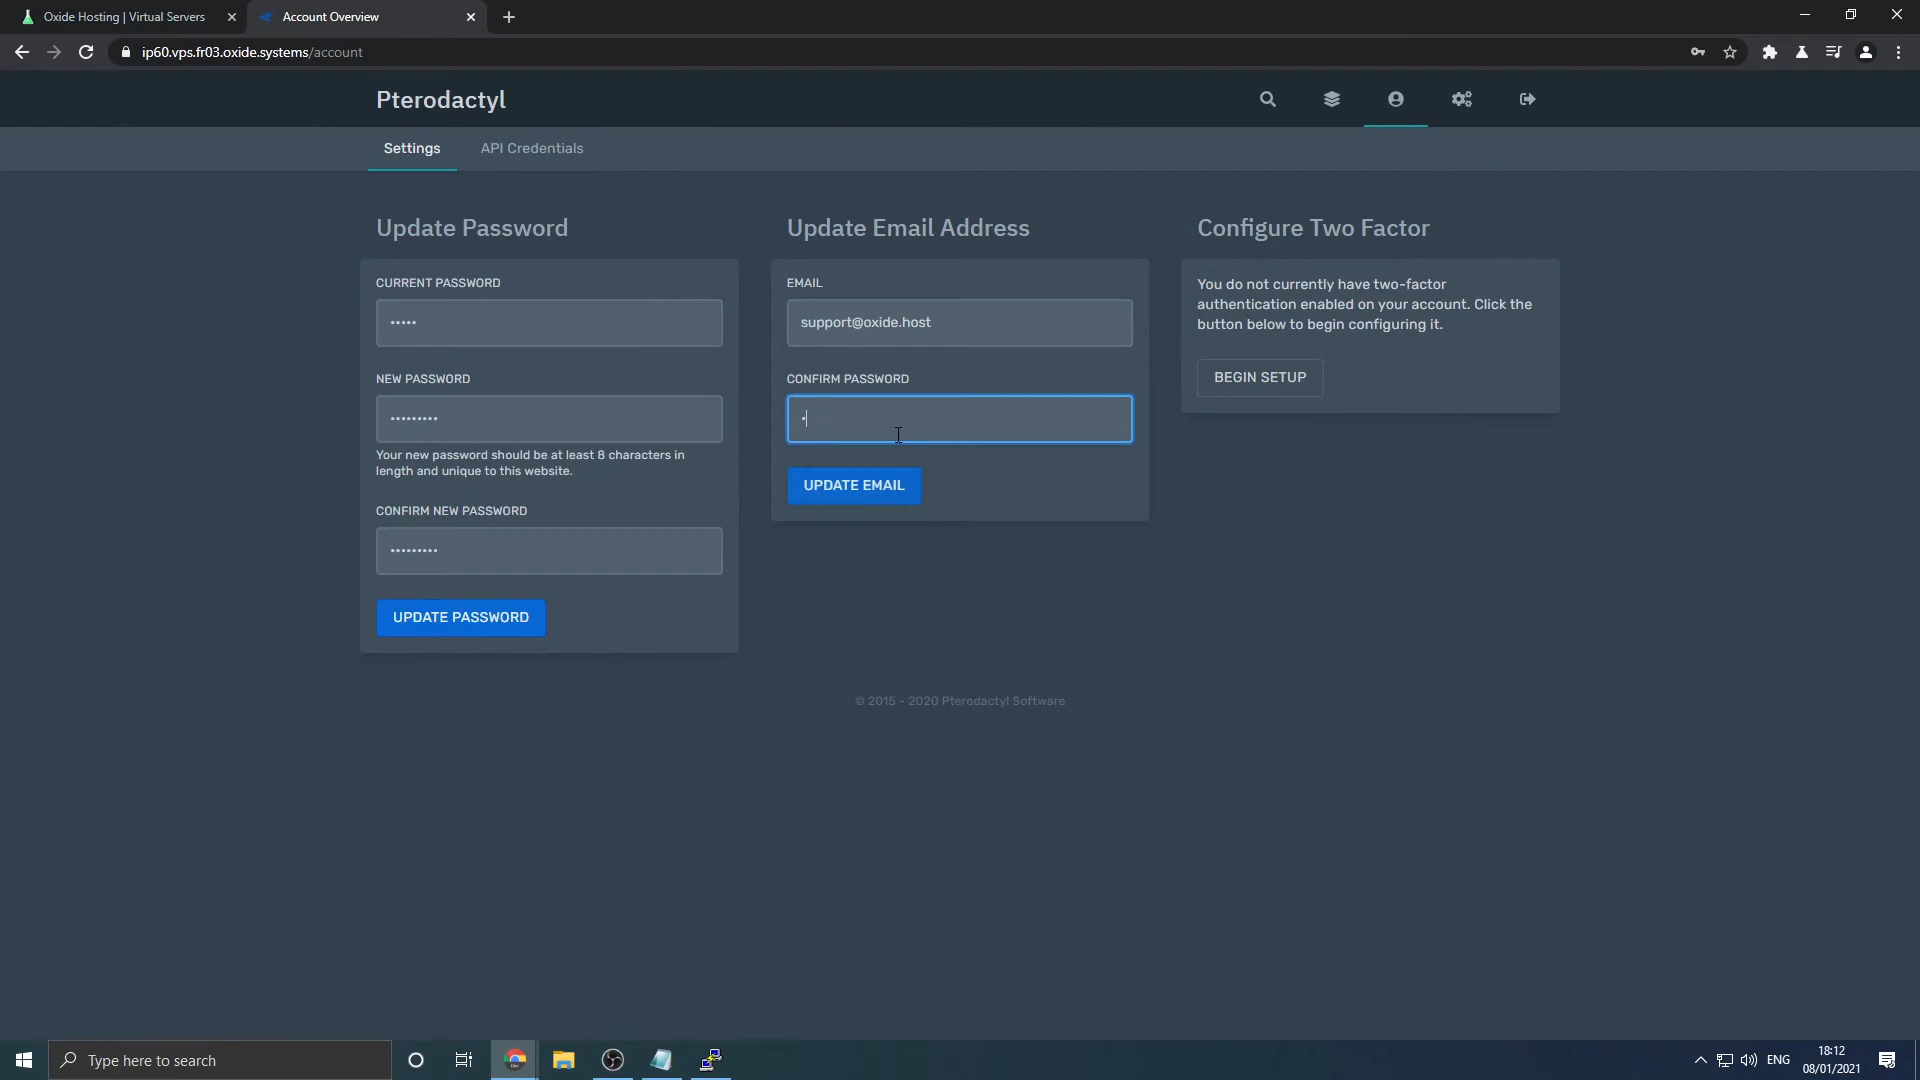 Oxide Hosting | Virtual Servers
Account Overview
ip60.vps.fr03.oxide.systems/account
Pterodactyl
Settings
API Credentials
Update Password
CURRENT PASSWORD
•••••
NEW PASSWORD
•••••••••
Your new password should be at least 8 characters in
length and unique to this website.
CONFIRM NEW PASSWORD
•••••••••
UPDATE PASSWORD
Update Email Address
EMAIL
support@oxide.host
CONFIRM PASSWORD
•
UPDATE EMAIL
Configure Two Factor
You do not currently have two-factor
authentication enabled on your account. Click the
button below to begin configuring it.
BEGIN SETUP
© 2015 - 2020 Pterodactyl Software
Type here to search
Dev
ENG
18:12
08/01/2021